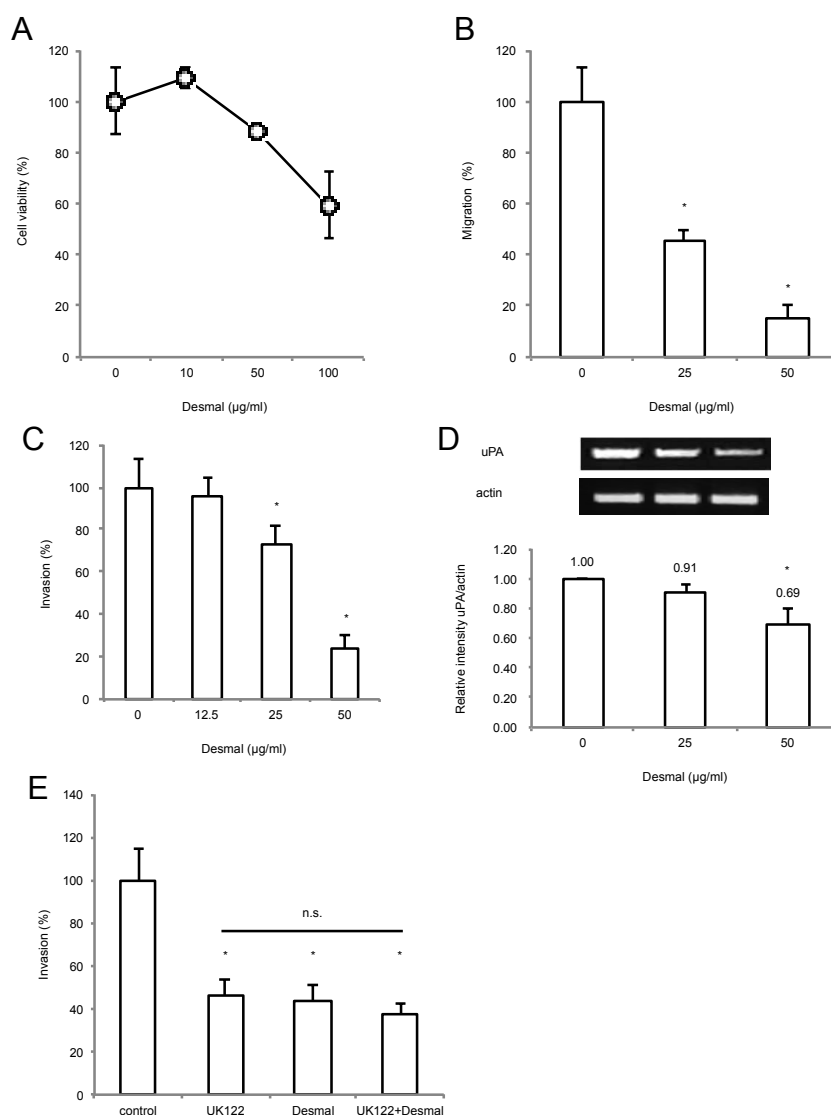 A
120
100
80
60
40
20
0
Cell viability (%)
0 10 50 100
Desmal (µg/ml)
B
120
100
80
60
40
20
0
Migration (%)
*
*
0 25 50
Desmal (µg/ml)
C
120
100
80
60
40
20
0
Invasion (%)
*
*
0 12.5 25 50
Desmal (µg/ml)
D
uPA
actin
1.20
1.00
0.80
0.60
0.40
0.20
0.00
Relative intensity uPA/actin
1.00
0.91
*
0.69
0 25 50
Desmal (µg/ml)
E
140
120
100
80
60
40
20
0
Invasion (%)
n.s.
* * *
control UK122 Desmal UK122+Desmal